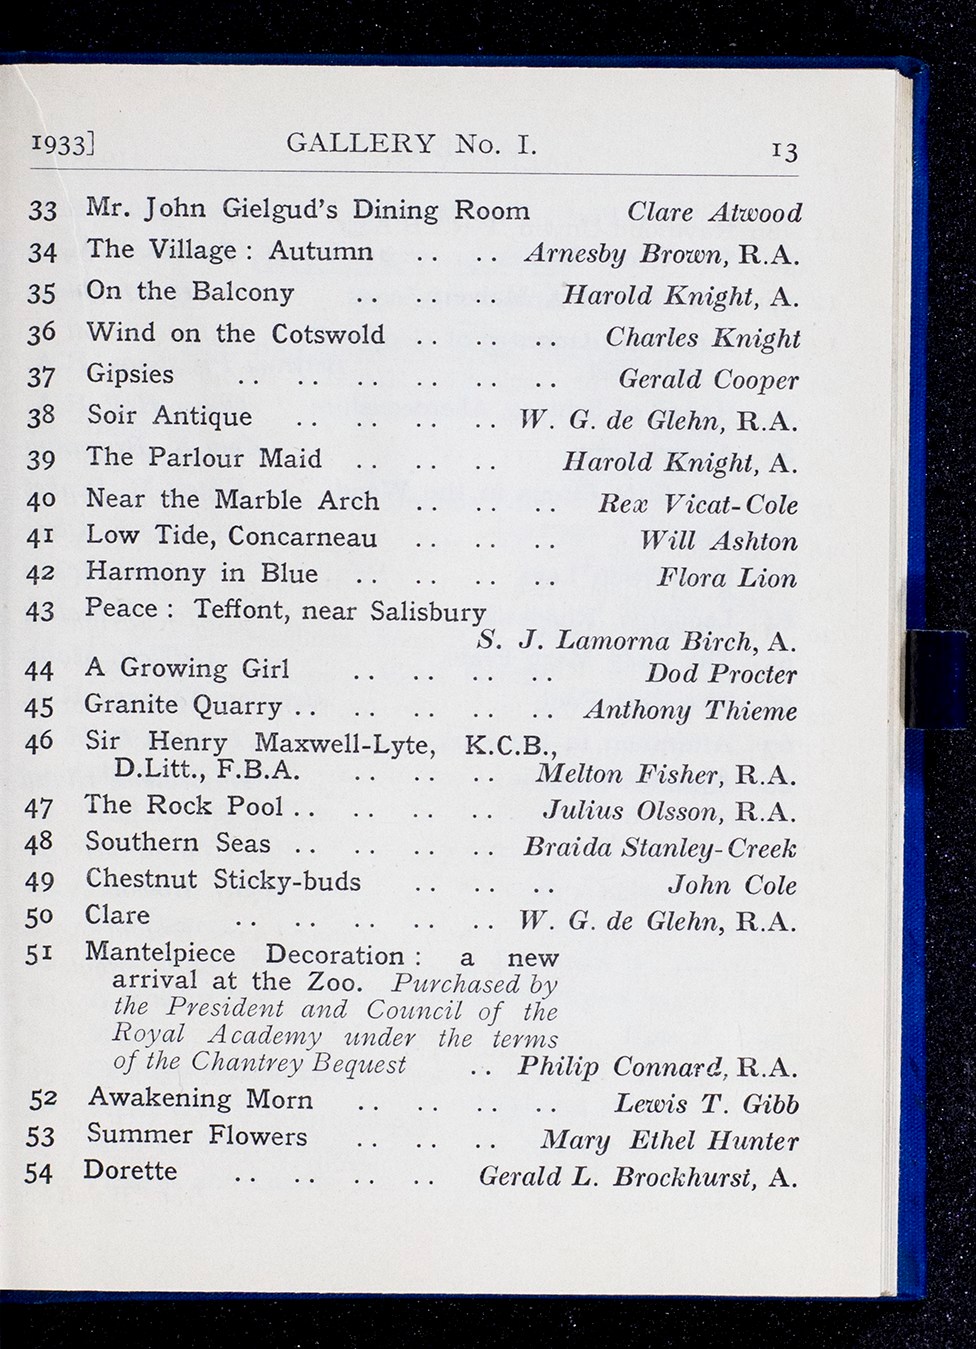 1933] GALLERY No. I. 13
33 Mr. John Gielgud's Dining Room Clare Atwood
34 The Village : Autumn .. .. Arnesby Brown, R.A.
35 On the Balcony .. .. .. Harold Knight, A.
36 Wind on the Cotswold .. .. .. Charles Knight
37 Gipsies .. .. .. .. .. .. Gerald Cooper
38 Soir Antique .. .. .. .. W. G. de Glehn, R.A.
39 The Parlour Maid .. .. .. Harold Knight, A.
40 Near the Marble Arch .. .. .. Rex Vicat-Cole
41 Low Tide, Concarneau .. .. .. Will Ashton
42 Harmony in Blue .. .. .. .. Flora Lion
43 Peace : Teffont, near Salisbury
S. J. Lamorna Birch, A.
44 A Growing Girl .. .. .. .. Dod Procter
45 Granite Quarry .. .. .. .. .. Anthony Thieme
46 Sir Henry Maxwell-Lyte, K.C.B.,
D.Litt., F.B.A. .. .. .. Melton Fisher, R.A.
47 The Rock Pool .. .. .. .. Julius Olsson, R.A.
48 Southern Seas .. .. .. .. Braida Stanley-Creek
49 Chestnut Sticky-buds .. .. .. John Cole
50 Clare .. .. .. .. .. W. G. de Glehn, R.A.
51 Mantelpiece Decoration : a new
arrival at the Zoo. Purchased by
the President and Council of the
Royal Academy under the terms
of the Chantrey Bequest .. Philip Connard, R.A.
52 Awakening Morn .. .. .. .. Lewis T. Gibb
53 Summer Flowers .. .. .. Mary Ethel Hunter
54 Dorette .. .. .. .. Gerald L. Brockhurst, A.